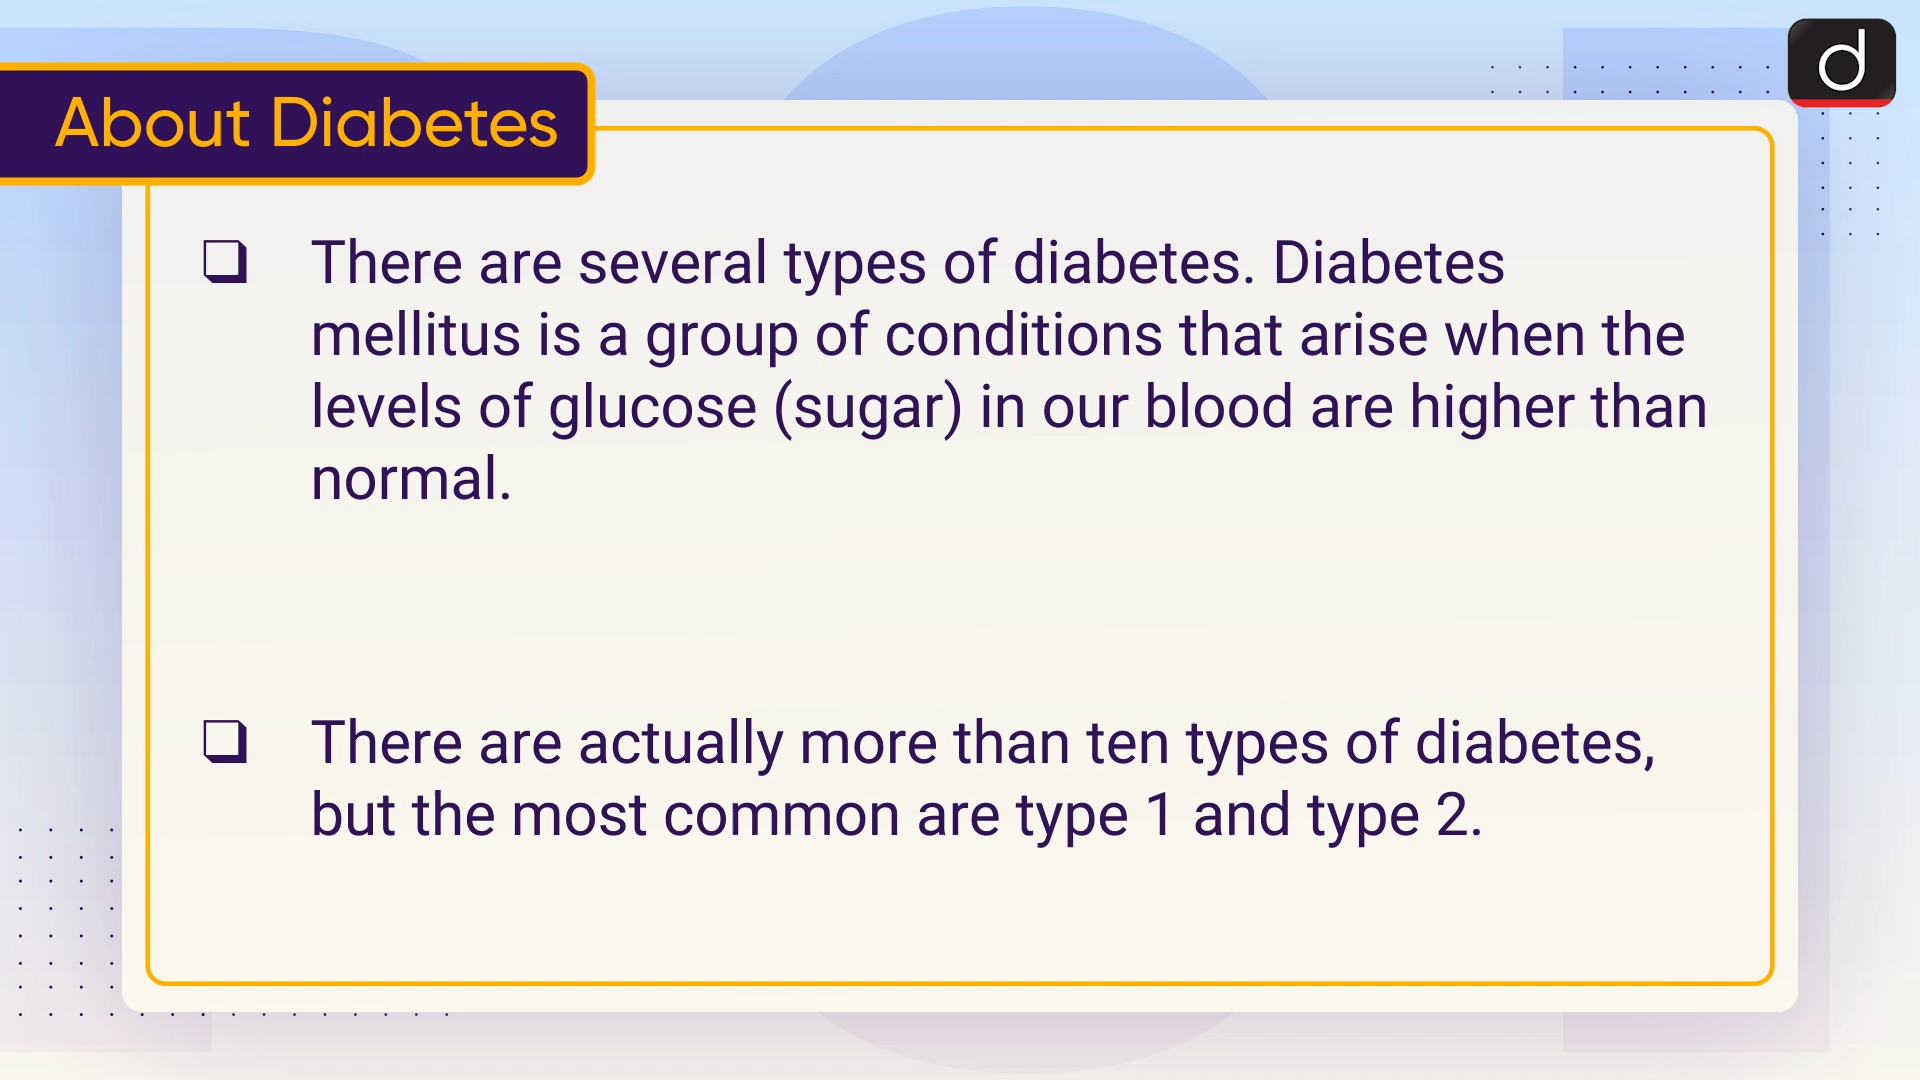 d
About Diabetes
❑ There are several types of diabetes. Diabetes
mellitus is a group of conditions that arise when the
levels of glucose (sugar) in our blood are higher than
normal.
❑ There are actually more than ten types of diabetes,
but the most common are type 1 and type 2.